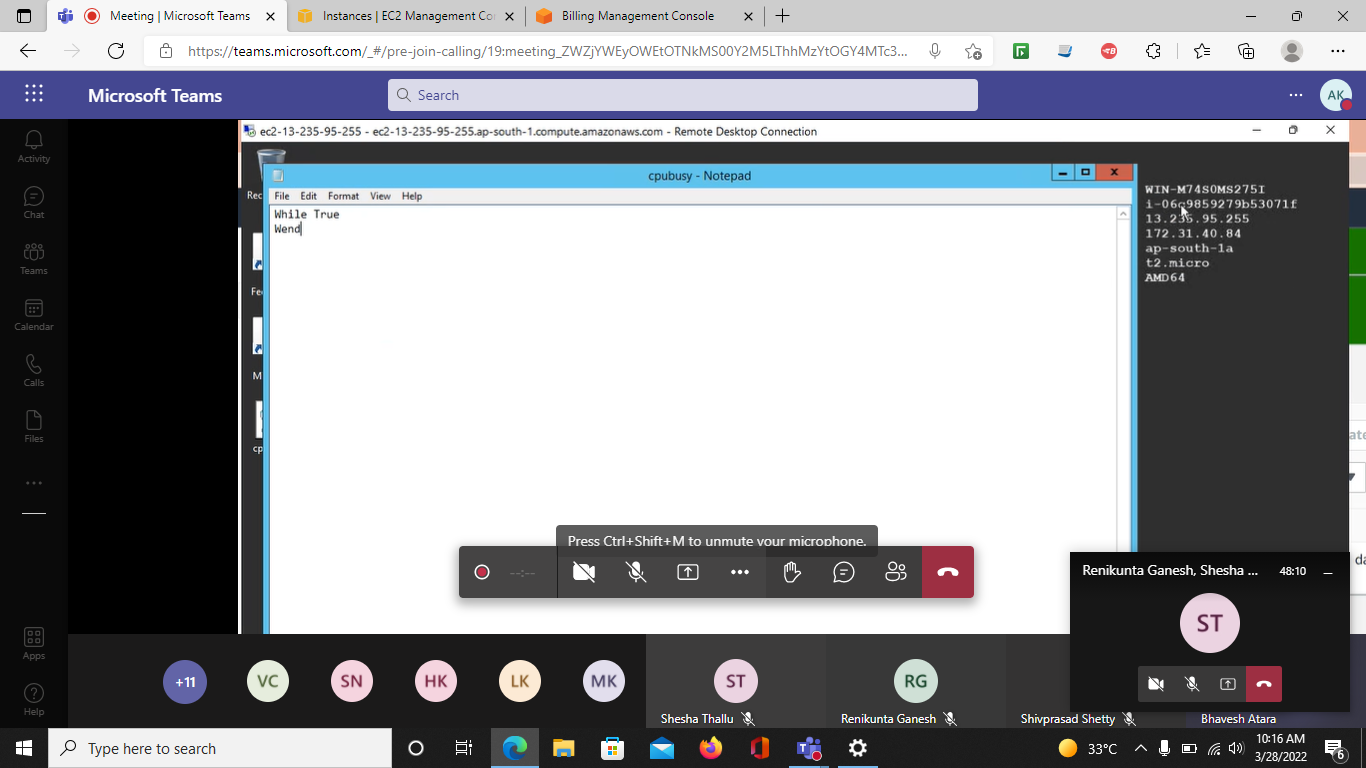 Meeting | Microsoft Teams
Instances | EC2 Management Co
Billing Management Console
https://teams.microsoft.com/_#/pre-join-calling/19:meeting_ZWZjYWEyOWEtOTNkMS00Y2M5LThhMzYtOGY4MTc3...
Microsoft Teams
Search
AK
Activity
Chat
Teams
Calendar
Calls
Files
Apps
Help
ec2-13-235-95-255 - ec2-13-235-95-255.ap-south-1.compute.amazonaws.com - Remote Desktop Connection
Rec
Fe
M
cp
cpubusy - Notepad
File Edit Format View Help
While True
Wend
WIN-M74S0MS275I
i-06c9859279b53071f
13.235.95.255
172.31.40.84
ap-south-1a
t2.micro
AMD64
ate
da
Press Ctrl+Shift+M to unmute your microphone.
--:--
Renikunta Ganesh, Shesha ... 48:10
ST
+11
VC
SN
HK
LK
MK
ST
RG
Shesha Thallu
Renikunta Ganesh
Shivprasad Shetty
Bhavesh Atara
Type here to search
33°C
10:16 AM
3/28/2022
6